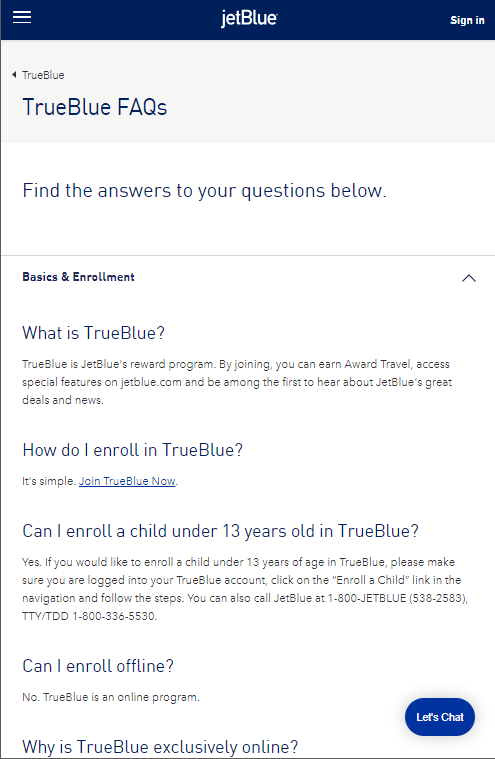 jetBlue
Sign in
TrueBlue
TrueBlue FAQs
Find the answers to your questions below.
Basics & Enrollment
What is TrueBlue?
TrueBlue is JetBlue's reward program. By joining, you can earn Award Travel, access
special features on jetblue.com and be among the first to hear about JetBlue's great
deals and news.
How do I enroll in TrueBlue?
It's simple. Join TrueBlue Now.
Can I enroll a child under 13 years old in TrueBlue?
Yes. If you would like to enroll a child under 13 years of age in TrueBlue, please make
sure you are logged into your TrueBlue account, click on the “Enroll a Child” link in the
navigation and follow the steps. You can also call JetBlue at 1-800-JETBLUE (538-2583),
TTY/TDD 1-800-336-5530.
Can I enroll offline?
No. TrueBlue is an online program.
Let's Chat
Why is TrueBlue exclusively online?